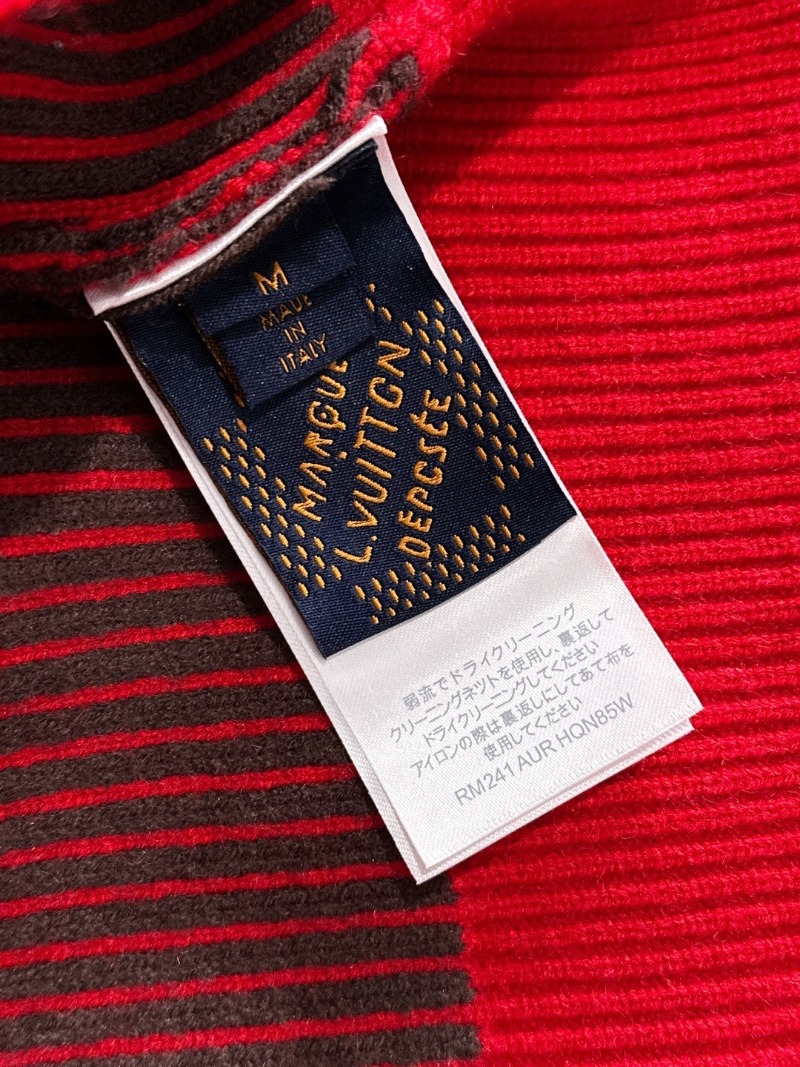 M
MADE
IN
ITALY
MARQUE
L.VUITTON
DEPOSÉE
弱流でドライクリーニング
クリーニングネットを使用し、裏返して
ドライクリーニングしてください
アイロンの際は裏返しにしてあて布を
使用してください
RM241 AUR HQN85W